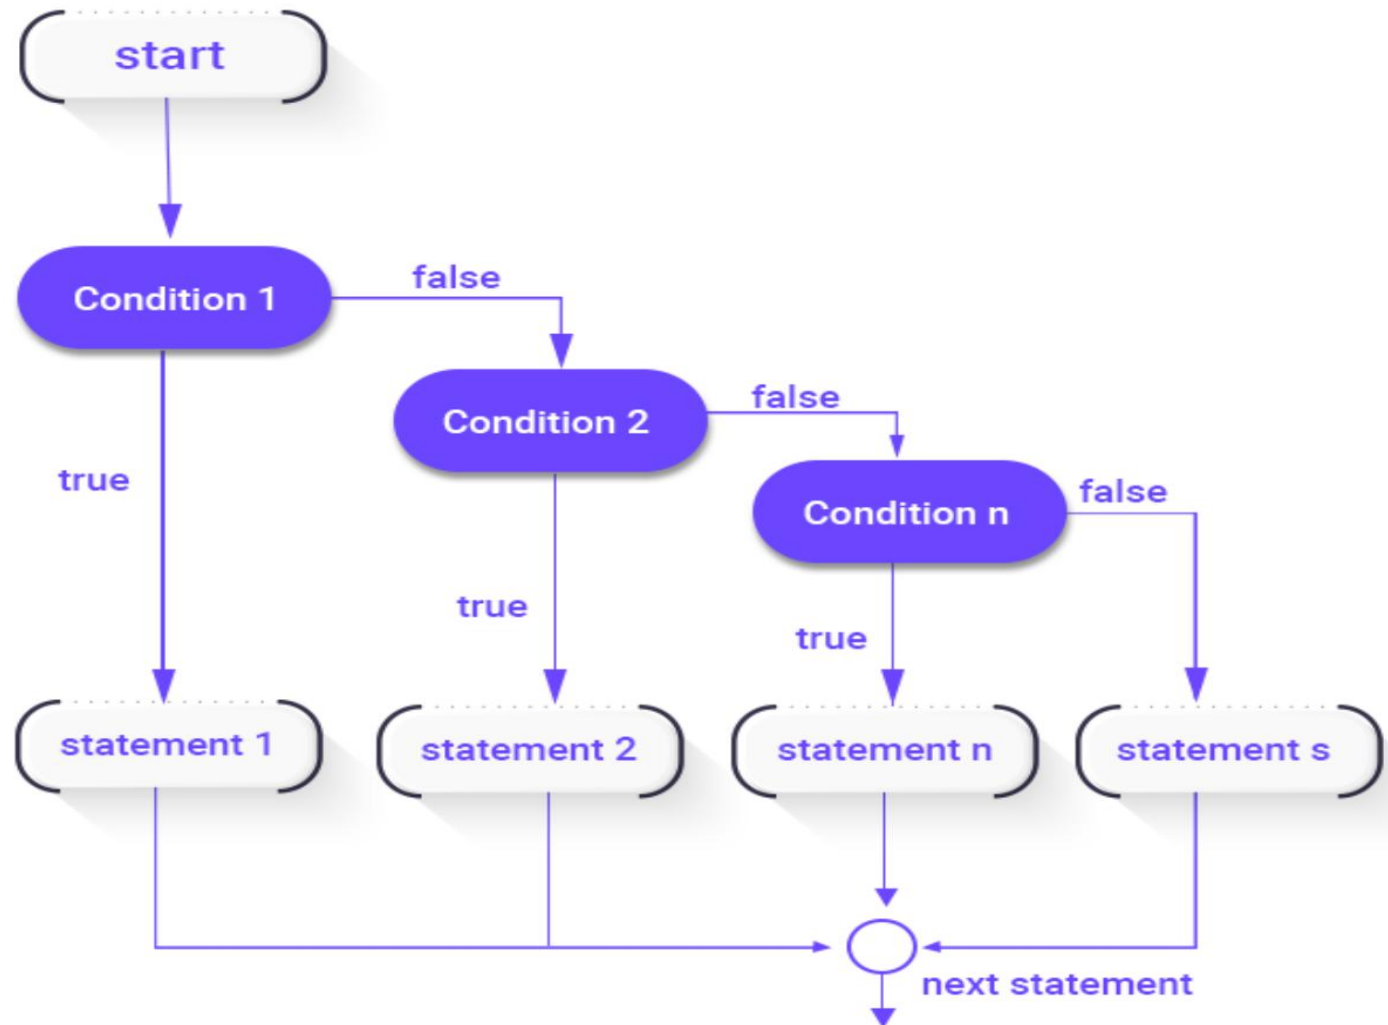 start
Condition 1
false
Condition 2
false
Condition n
false
true
true
true
statement 1
statement 2
statement n
statement s
next statement